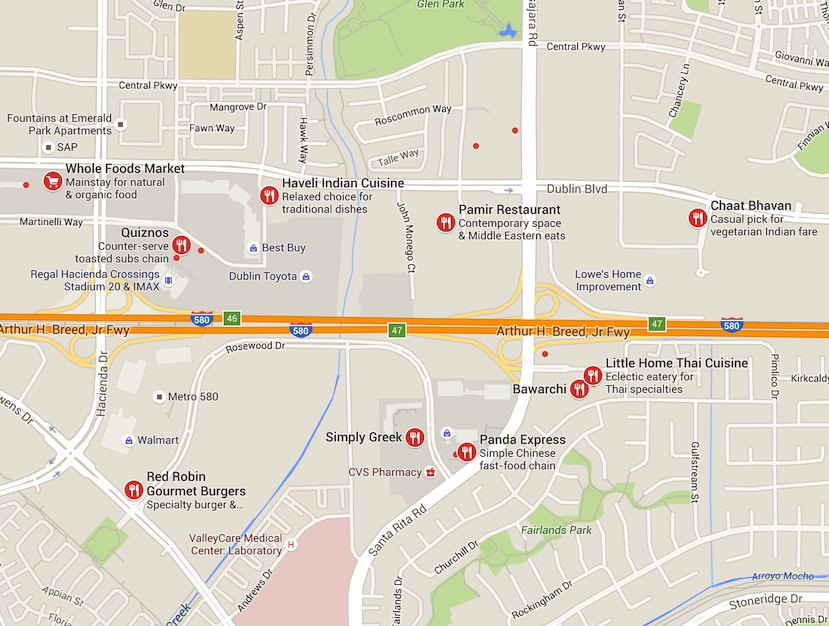 Glen Dr
Aspen St
Persimmon Dr
Glen Park
ajara Rd
an St
Central Pkwy
Giovanni Wa
Central Pkwy
Chancery Ln
Central Pkwy
Mangrove Dr
Roscommon Way
Fountains at Emerald
Park Apartments
Fawn Way
Hawk Way
Finnian W
SAP
Talle Way
Whole Foods Market
Mainstay for natural
& organic food
Haveli Indian Cuisine
Relaxed choice for
traditional dishes
Dublin Blvd
John Monego Ct
Pamir Restaurant
Contemporary space
& Middle Eastern eats
Chaat Bhavan
Casual pick for
vegetarian Indian fare
Martinelli Way
Quiznos
Counter-serve
toasted subs chain
Best Buy
Regal Hacienda Crossings
Stadium 20 & IMAX
Dublin Toyota
Lowe's Home
Improvement
580
46
580
47
47
580
Arthur H. Breed, Jr Fwy
Arthur H. Breed, Jr Fwy
Rosewood Dr
Hacienda Dr
Little Home Thai Cuisine
Eclectic eatery for
Thai specialties
Bawarchi
Pimlico Dr
Kirkcaldy
Metro 580
wens Dr
Walmart
Simply Greek
Panda Express
Simple Chinese
fast-food chain
CVS Pharmacy
Gulfstream St
Red Robin
Gourmet Burgers
Specialty burger &...
Santa Rita Rd
Fairlands Park
ValleyCare Medical
Center: Laboratory
H
Churchill Dr
Andrews Dr
Fairlands Dr
Rockingham Dr
Arroyo Mocho
Stoneridge Dr
Appian St
Creek
Dennis Dr